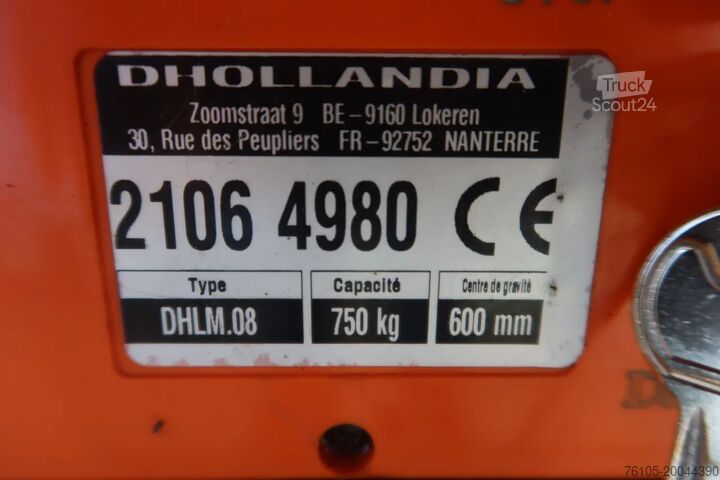 DHOLLANDIA
Zoomstraat 9 BE-9160 Lokeren
30, Rue des Peupliers FR-92752 NANTERRE
2106 4980 CE
Type Capacité Centre de gravité
DHLM.08 750 kg 600 mm
Truck
Scout24
76105-20044390